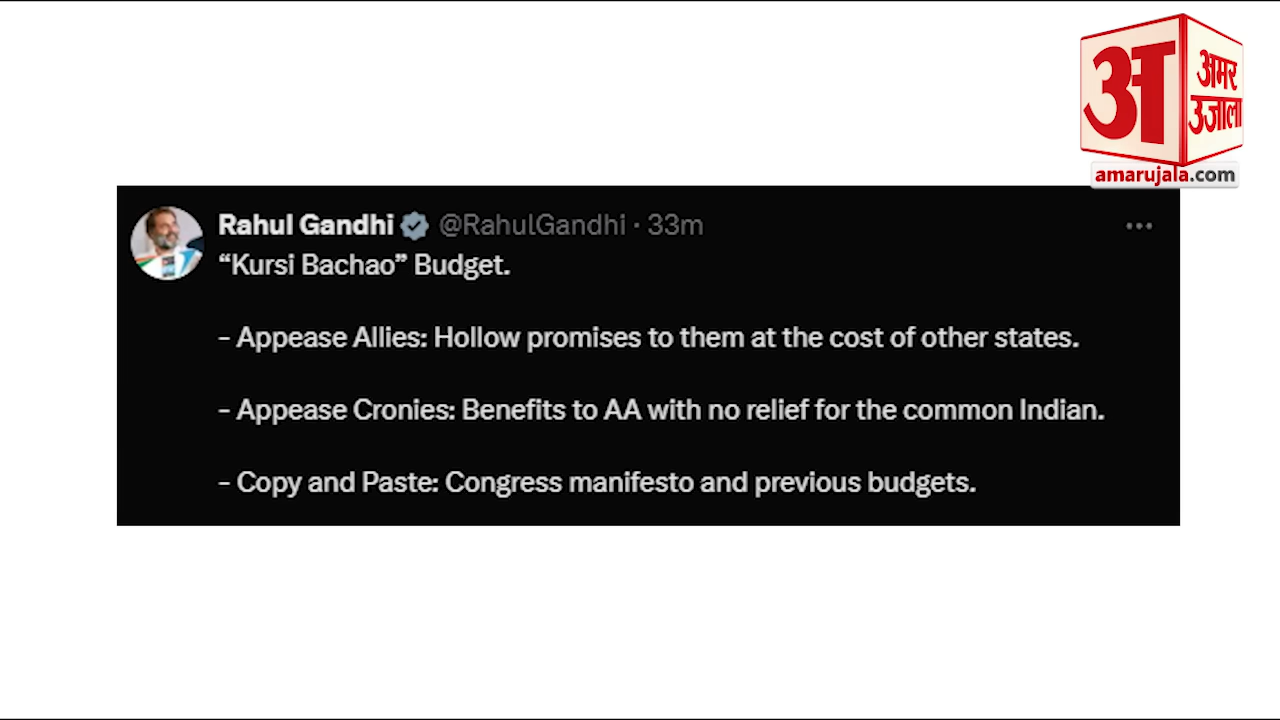 अ
अमर
उजाला
amarujala.com
Rahul Gandhi @RahulGandhi · 33m
“Kursi Bachao” Budget.
- Appease Allies: Hollow promises to them at the cost of other states.
- Appease Cronies: Benefits to AA with no relief for the common Indian.
- Copy and Paste: Congress manifesto and previous budgets.